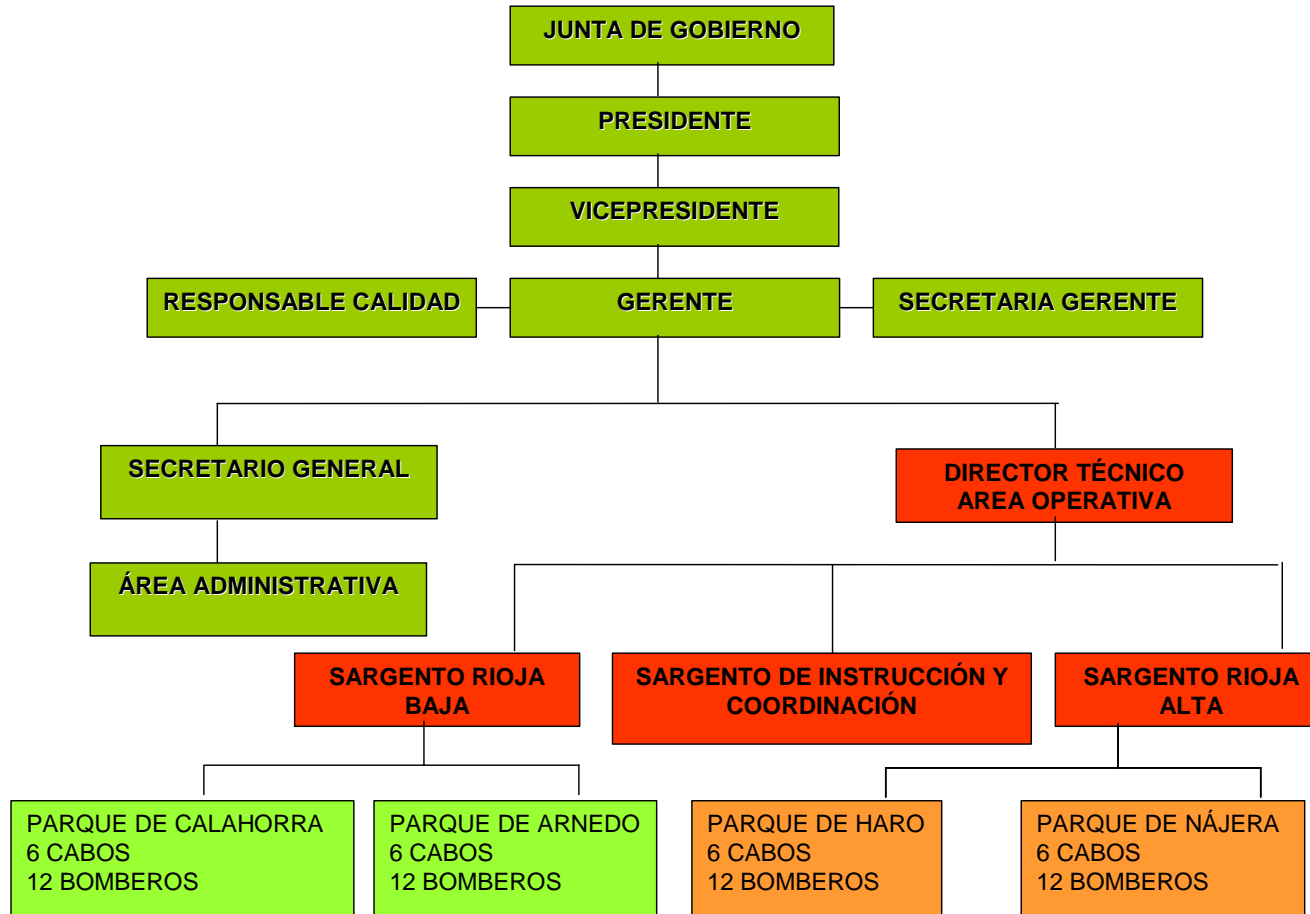 JUNTA DE GOBIERNO
PRESIDENTE
VICEPRESIDENTE
RESPONSABLE CALIDAD
GERENTE
SECRETARIA GERENTE
SECRETARIO GENERAL
DIRECTOR TÉCNICO
AREA OPERATIVA
ÁREA ADMINISTRATIVA
SARGENTO RIOJA
BAJA
SARGENTO DE INSTRUCCIÓN Y
COORDINACIÓN
SARGENTO RIOJA
ALTA
PARQUE DE CALAHORRA
6 CABOS
12 BOMBEROS
PARQUE DE ARNEDO
6 CABOS
12 BOMBEROS
PARQUE DE HARO
6 CABOS
12 BOMBEROS
PARQUE DE NÁJERA
6 CABOS
12 BOMBEROS